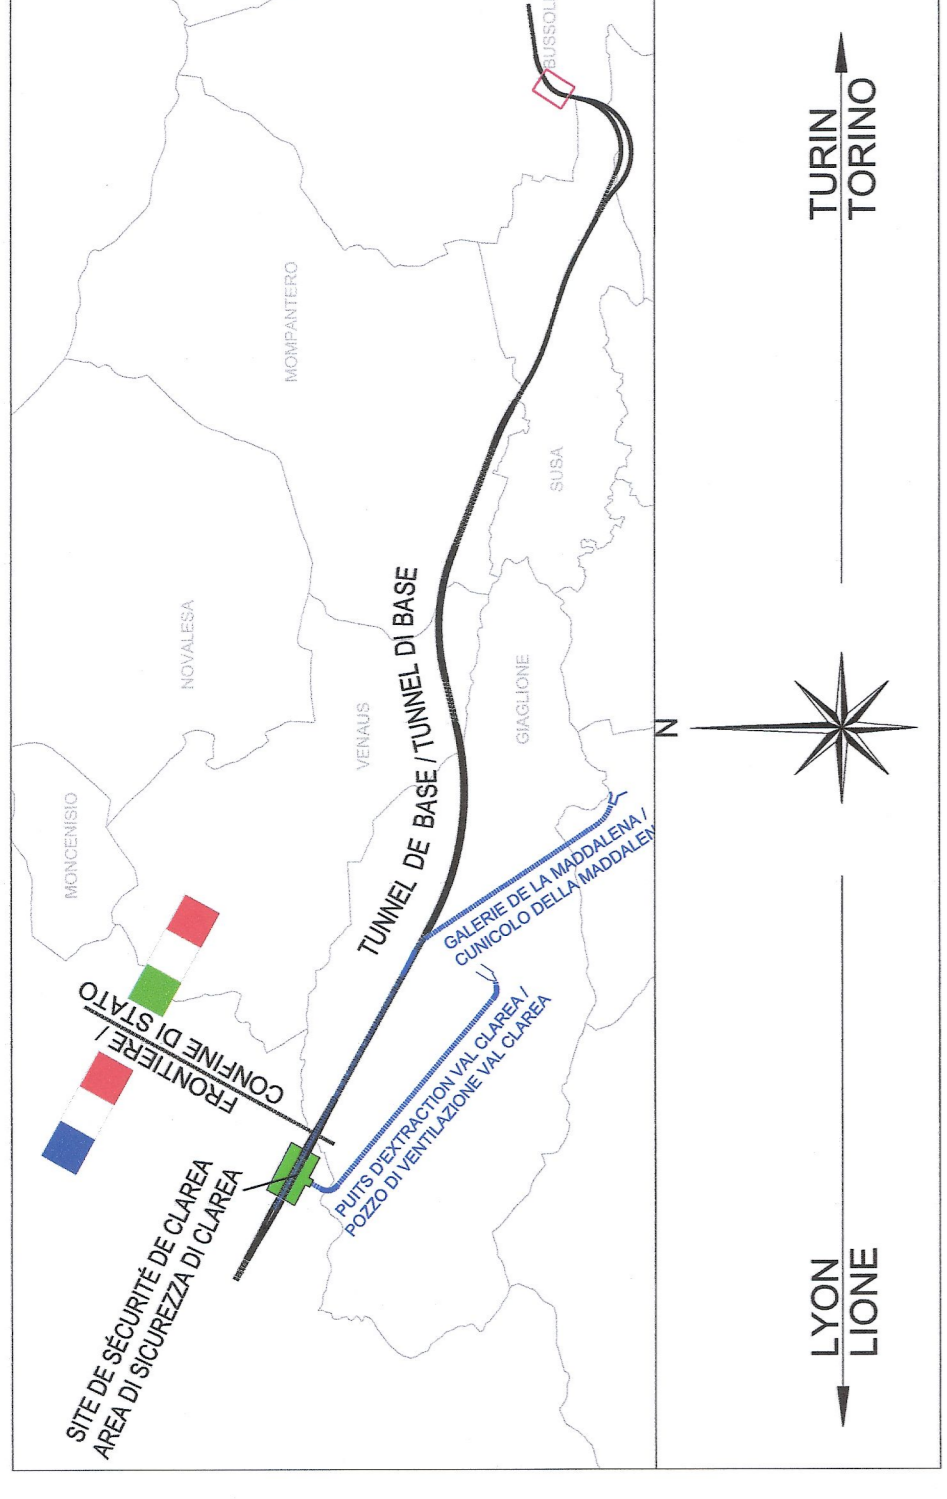 SITE DE SÉCURITÉ DE CLAREA
AREA DI SICUREZZA DI CLAREA
FRONTIERE /
CONFINE DI STATO
MONCENISIO
NOVALESA
VENAUS
MOMPANTERO
TUNNEL DE BASE / TUNNEL DI BASE
PUITS D'EXTRACTION VAL CLAREA /
POZZO DI VENTILAZIONE VAL CLAREA
GALERIE DE LA MADDALENA /
CUNICOLO DELLA MADDALEN
GIAGLIONE
SUSA
BUSSOL
N
LYON
LIONE
TURIN
TORINO